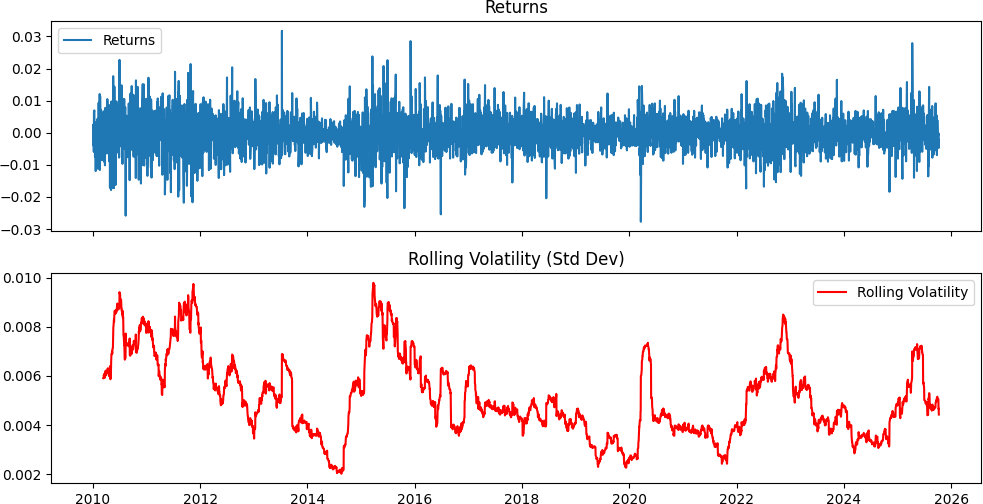 Returns
0.03
0.02
0.01
0.00
−0.01
−0.02
−0.03
Returns
Rolling Volatility (Std Dev)
0.010
0.008
0.006
0.004
0.002
Rolling Volatility
2010 2012 2014 2016 2018 2020 2022 2024 2026